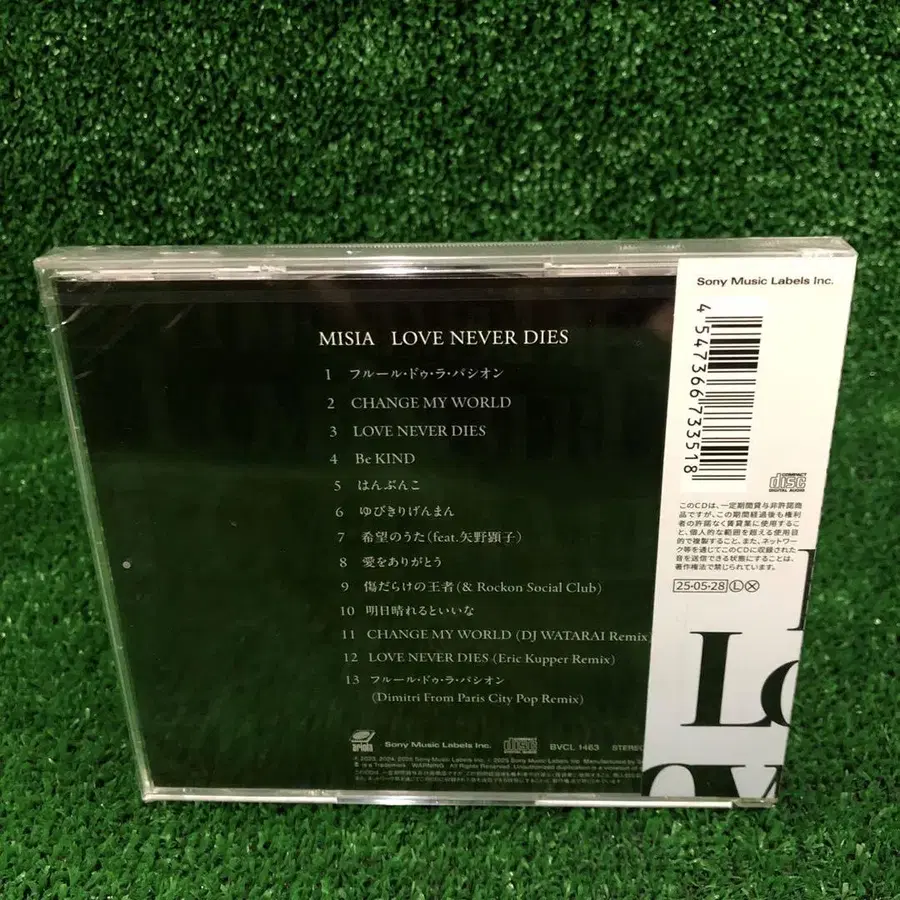 MISIA LOVE NEVER DIES
1 フルール・ドゥ・ラ・パシオン
2 CHANGE MY WORLD
3 LOVE NEVER DIES
4 Be KIND
5 はんぶんこ
6 ゆびきりげんまん
7 希望のうた(feat.矢野顕子)
8 愛をありがとう
9 傷だらけの王者(& Rockon Social Club)
10 明日晴れるといいな
11 CHANGE MY WORLD (DJ WATARAI Remix)
12 LOVE NEVER DIES (Eric Kupper Remix)
13 フルール・ドゥ・ラ・パシオン
(Dimitri From Paris City Pop Remix)
ariola Sony Music Labels Inc. COMPACT disc BVCL 1463 STEREO
Sony Music Labels Inc.
4 547366 733518
COMPACT disc DIGITAL AUDIO
このCDは、一定期間貸与非許諾商
品ですが、この期間経過後も権利
者の許諾なく賃貸業に使用するこ
と、個人的な範囲を超える使用目
的で複製すること、また、ネットワー
ク等を通じてこのCDに収録された
音を送信できる状態にすることは、
著作権法で禁じられています。
25-05-28 Ⓛ Ⓧ
Lo